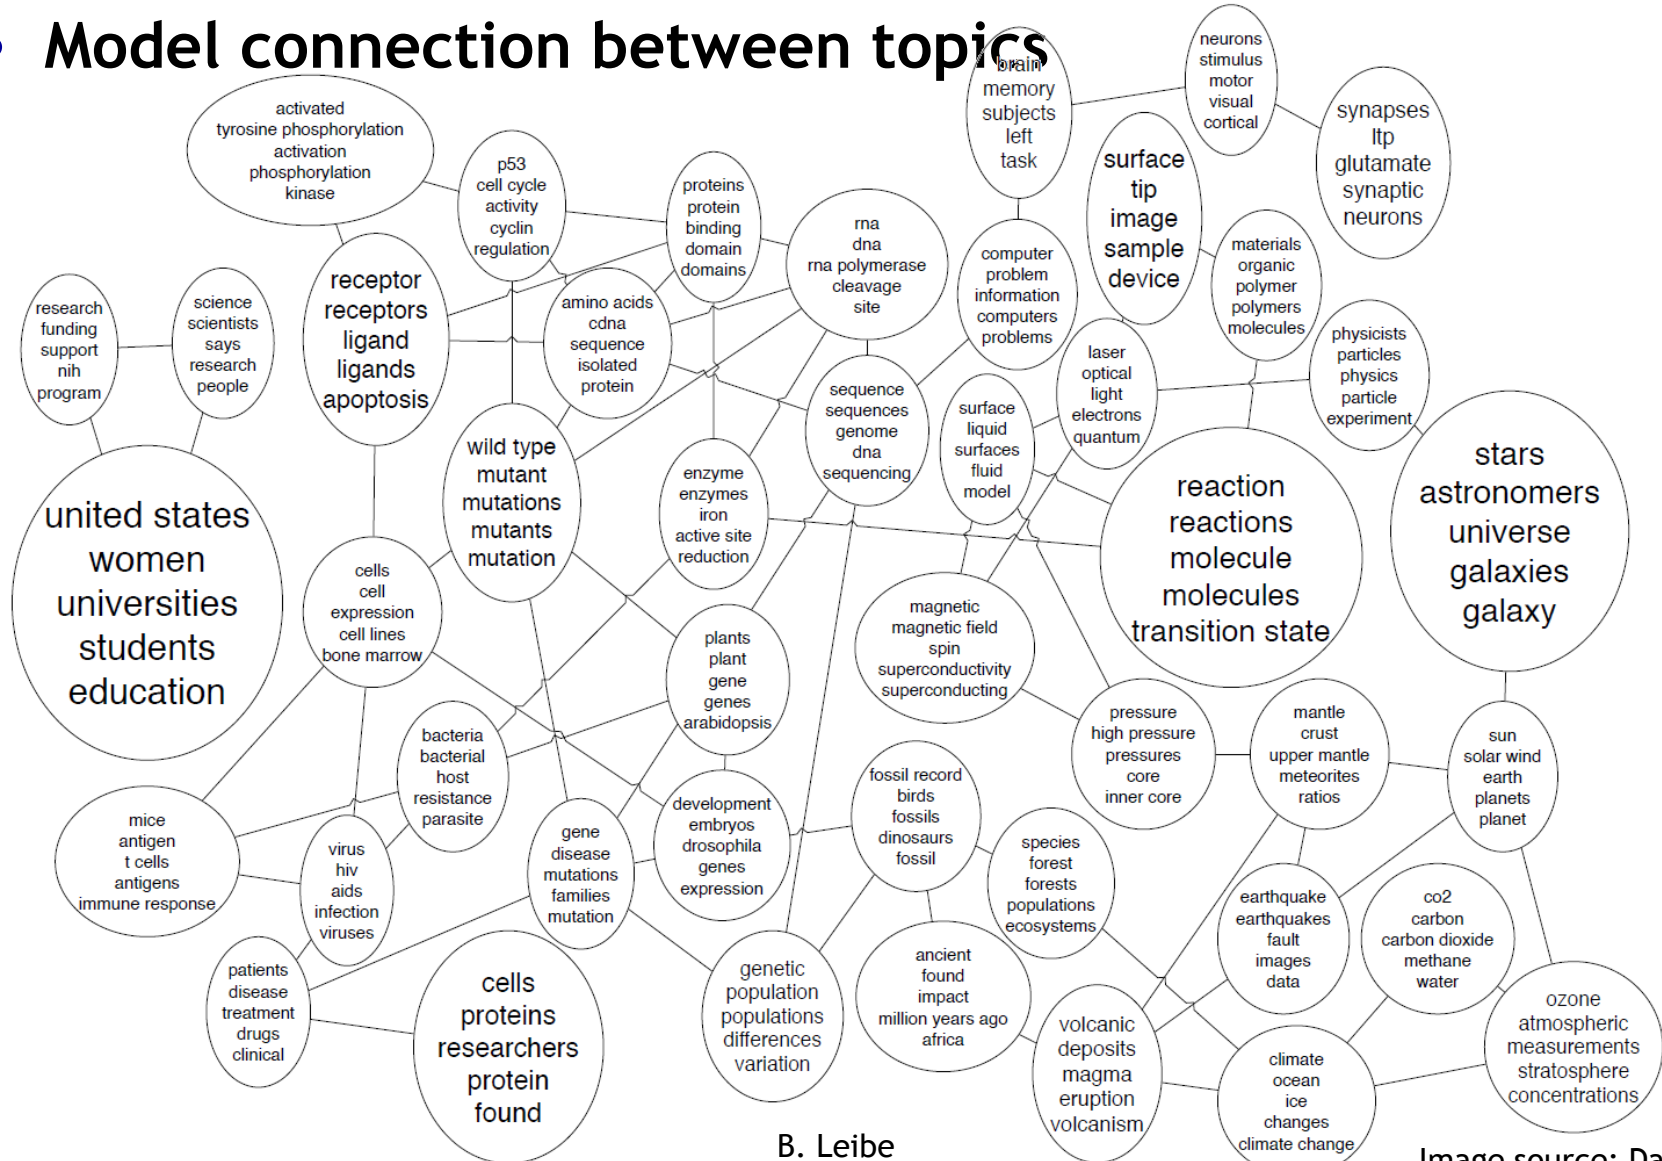 • Model connection between topics
brain
memory
subjects
left
task
neurons
stimulus
motor
visual
cortical
synapses
ltp
glutamate
synaptic
neurons
activated
tyrosine phosphorylation
activation
phosphorylation
kinase
p53
cell cycle
activity
cyclin
regulation
proteins
protein
binding
domain
domains
rna
dna
rna polymerase
cleavage
site
computer
problem
information
computers
problems
surface
tip
image
sample
device
materials
organic
polymer
polymers
molecules
research
funding
support
nih
program
science
scientists
says
research
people
receptor
receptors
ligand
ligands
apoptosis
amino acids
cdna
sequence
isolated
protein
sequence
sequences
genome
dna
sequencing
laser
optical
light
electrons
quantum
physicists
particles
physics
particle
experiment
surface
liquid
surfaces
fluid
model
wild type
mutant
mutations
mutants
mutation
enzyme
enzymes
iron
active site
reduction
reaction
reactions
molecule
molecules
transition state
stars
astronomers
universe
galaxies
galaxy
united states
women
universities
students
education
cells
cell
expression
cell lines
bone marrow
plants
plant
gene
genes
arabidopsis
magnetic
magnetic field
spin
superconductivity
superconducting
pressure
high pressure
pressures
core
inner core
mantle
crust
upper mantle
meteorites
ratios
sun
solar wind
earth
planets
planet
bacteria
bacterial
host
resistance
parasite
mice
antigen
t cells
antigens
immune response
virus
hiv
aids
infection
viruses
gene
disease
mutations
families
mutation
development
embryos
drosophila
genes
expression
fossil record
birds
fossils
dinosaurs
fossil
species
forest
forests
populations
ecosystems
earthquake
earthquakes
fault
images
data
co2
carbon
carbon dioxide
methane
water
patients
disease
treatment
drugs
clinical
cells
proteins
researchers
protein
found
genetic
population
populations
differences
variation
ancient
found
impact
million years ago
africa
volcanic
deposits
magma
eruption
volcanism
climate
ocean
ice
changes
climate change
ozone
atmospheric
measurements
stratosphere
concentrations
B. Leibe
Image source: Da